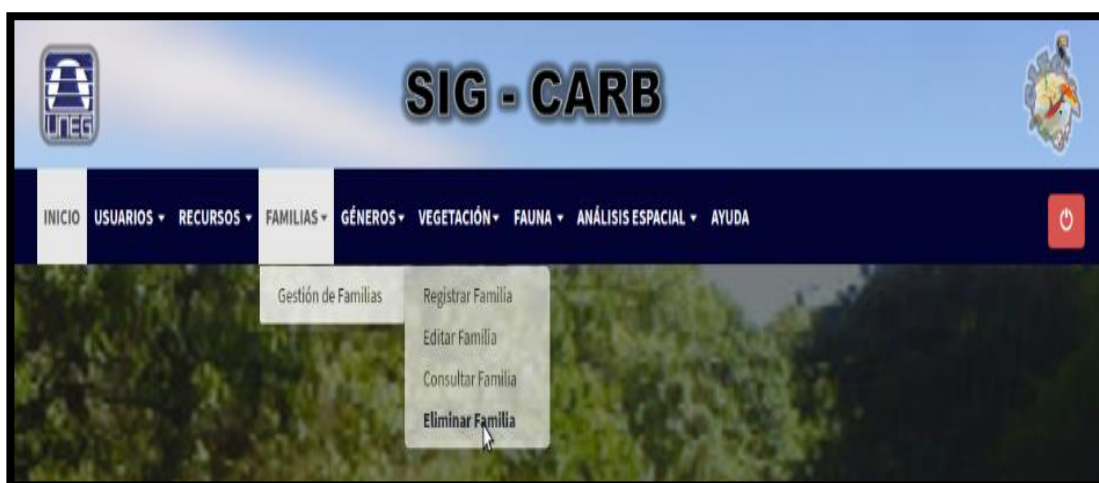 UNEG
SIG - CARB
INICIO USUARIOS RECURSOS FAMILIAS GÉNEROS VEGETACIÓN FAUNA ANÁLISIS ESPACIAL AYUDA
Gestión de Familias
Registrar Familia
Editar Familia
Consultar Familia
Eliminar Familia